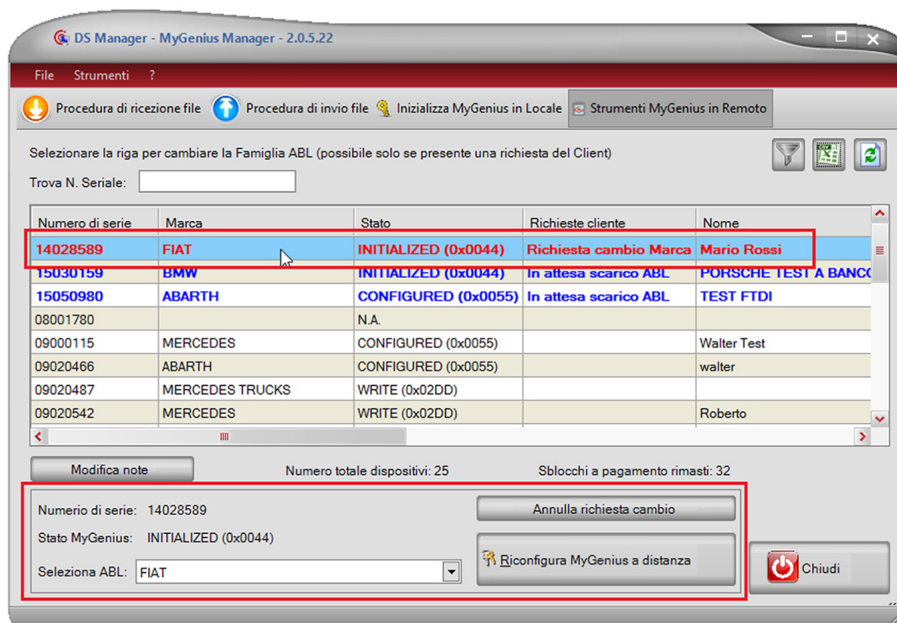 DS Manager - MyGenius Manager - 2.0.5.22
File Strumenti ?
Procedura di ricezione file Procedura di invio file Inizializza MyGenius in Locale Strumenti MyGenius in Remoto
Selezionare la riga per cambiare la Famiglia ABL (possibile solo se presente una richiesta del Client)
Trova N. Seriale:
Numero di serie Marca Stato Richieste cliente Nome
14028589 FIAT INITIALIZED (0x0044) Richiesta cambio Marca Mario Rossi
15030159 BMW INITIALIZED (0x0044) In attesa scarico ABL PORSCHE TEST A BANCO
15050980 ABARTH CONFIGURED (0x0055) In attesa scarico ABL TEST FTDI
08001780 N.A.
09000115 MERCEDES CONFIGURED (0x0055) Walter Test
09020466 ABARTH CONFIGURED (0x0055) walter
09020487 MERCEDES TRUCKS WRITE (0x02DD)
09020542 MERCEDES WRITE (0x02DD) Roberto
Modifica note Numero totale dispositivi: 25 Sblocchi a pagamento rimasti: 32
Numerio di serie: 14028589 Annulla richiesta cambio
Stato MyGenius: INITIALIZED (0x0044)
Seleziona ABL: FIAT Riconfigura MyGenius a distanza
Chiudi